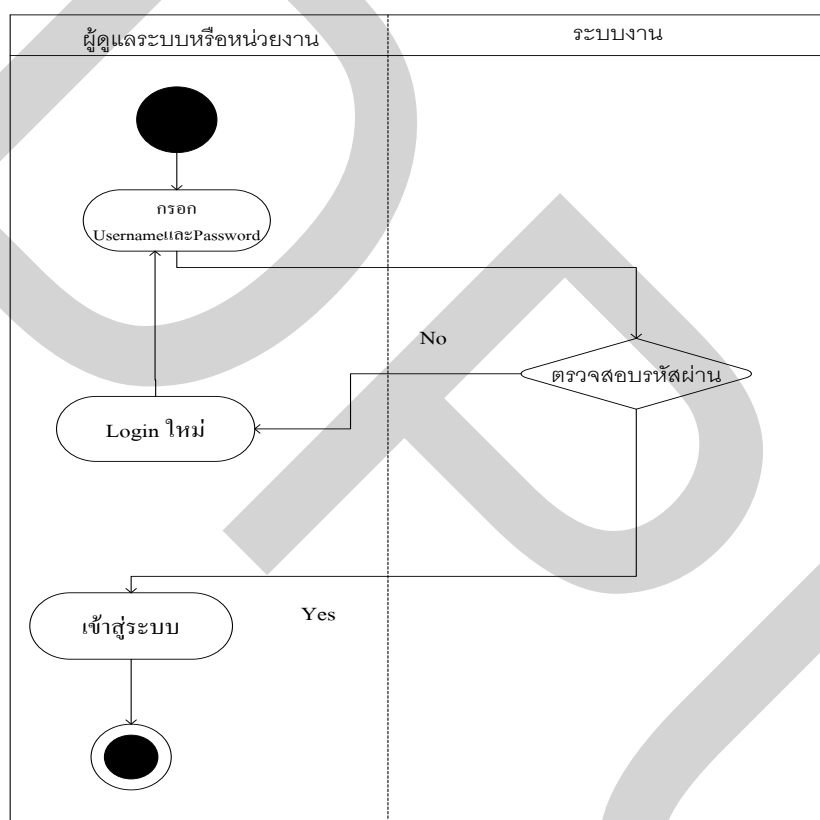 ผู้ดูแลระบบหรือหน่วยงาน
ระบบงาน
กรอก
UsernameและPassword
No
ตรวจสอบรหัสผ่าน
Login ใหม่
Yes
เข้าสู่ระบบ